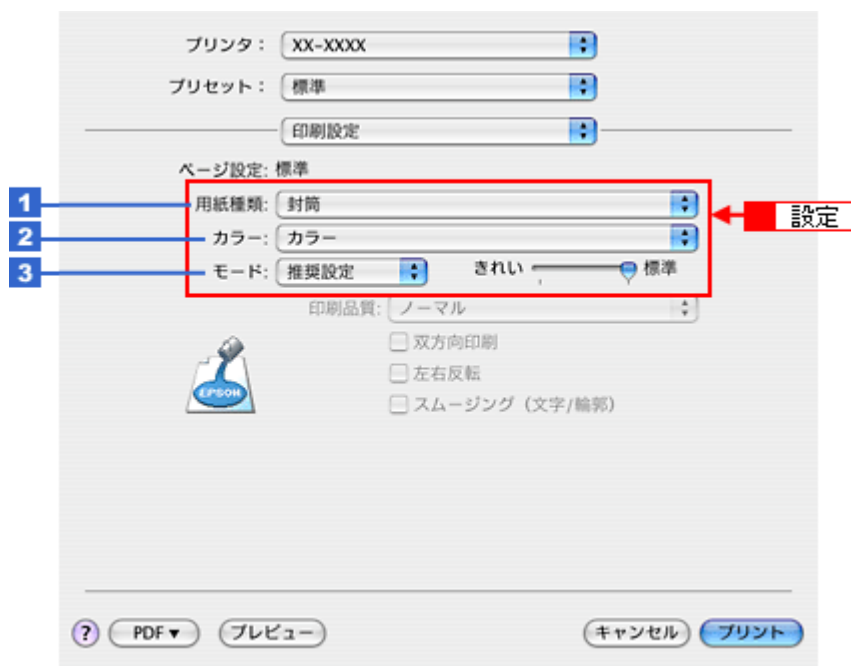 プリンタ： XX-XXXX
プリセット： 標準
印刷設定
ページ設定: 標準
1 用紙種類: 封筒
設定
2 カラー: カラー
3 モード: 推奨設定 きれい 標準
印刷品質: ノーマル
双方向印刷
左右反転
スムージング（文字/輪郭）
EPSON
? PDF▼ プレビュー キャンセル プリント